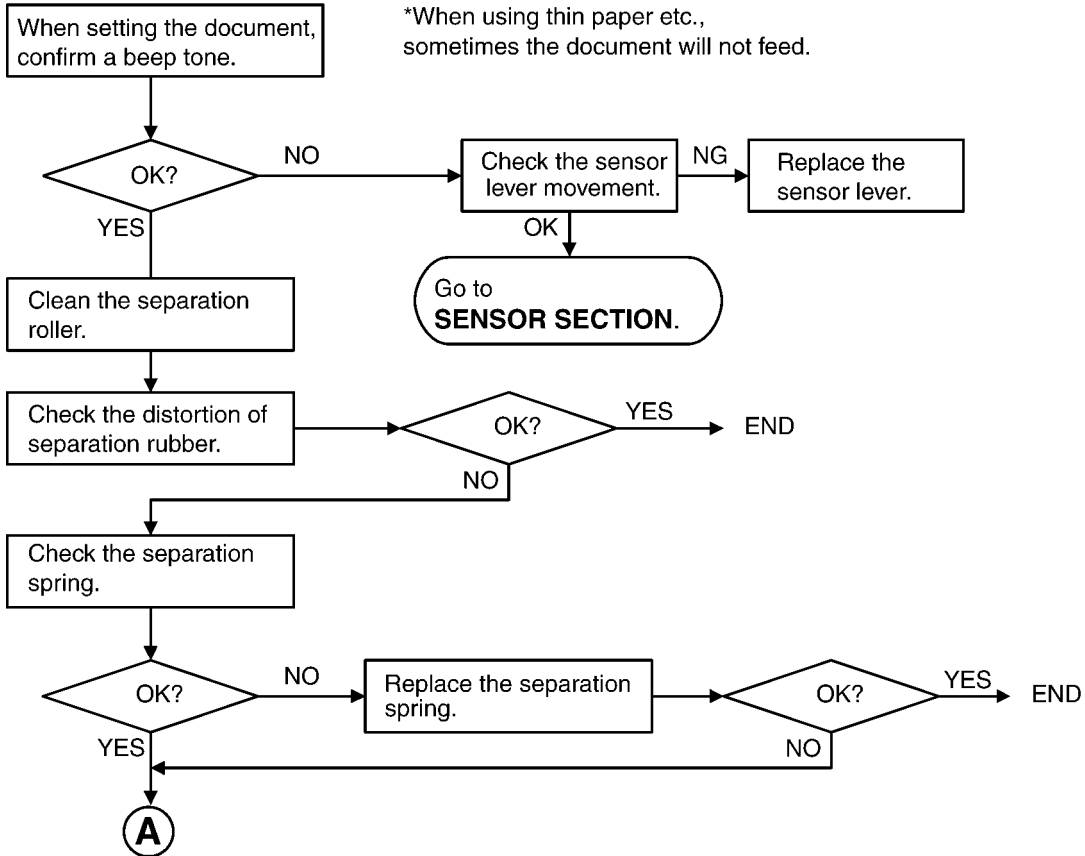 When setting the document,
confirm a beep tone.
*When using thin paper etc.,
sometimes the document will not feed.
OK?
NO
Check the sensor
lever movement.
NG
Replace the
sensor lever.
YES
OK
Go to
SENSOR SECTION.
Clean the separation
roller.
Check the distortion of
separation rubber.
OK?
YES
END
NO
Check the separation
spring.
OK?
NO
Replace the separation
spring.
OK?
YES
END
YES
NO
A